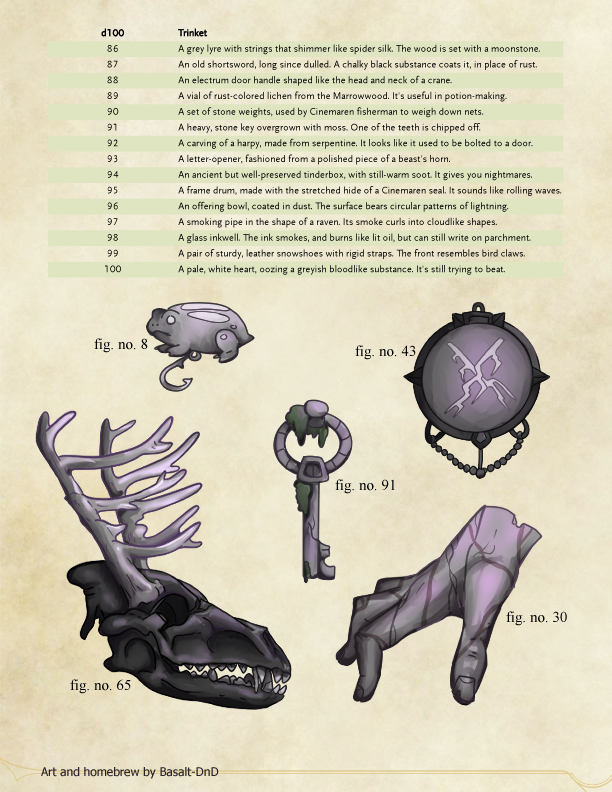 d100 Trinket
86 A grey lyre with strings that shimmer like spider silk. The wood is set with a moonstone.
87 An old shortsword, long since dulled. A chalky black substance coats it, in place of rust.
88 An electrum door handle shaped like the head and neck of a crane.
89 A vial of rust-colored lichen from the Marrowwood. It's useful in potion-making.
90 A set of stone weights, used by Cinemaren fisherman to weigh down nets.
91 A heavy, stone key overgrown with moss. One of the teeth is chipped off.
92 A carving of a harpy, made from serpentine. It looks like it used to be bolted to a door.
93 A letter-opener, fashioned from a polished piece of a beast's horn.
94 An ancient but well-preserved tinderbox, with still-warm soot. It gives you nightmares.
95 A frame drum, made with the stretched hide of a Cinemaren seal. It sounds like rolling waves.
96 An offering bowl, coated in dust. The surface bears circular patterns of lightning.
97 A smoking pipe in the shape of a raven. Its smoke curls into cloudlike shapes.
98 A glass inkwell. The ink smokes, and burns like lit oil, but can still write on parchment.
99 A pair of sturdy, leather snowshoes with rigid straps. The front resembles bird claws.
100 A pale, white heart, oozing a greyish bloodlike substance. It's still trying to beat.
fig. no. 8
fig. no. 43
fig. no. 91
fig. no. 30
fig. no. 65
Art and homebrew by Basalt-DnD